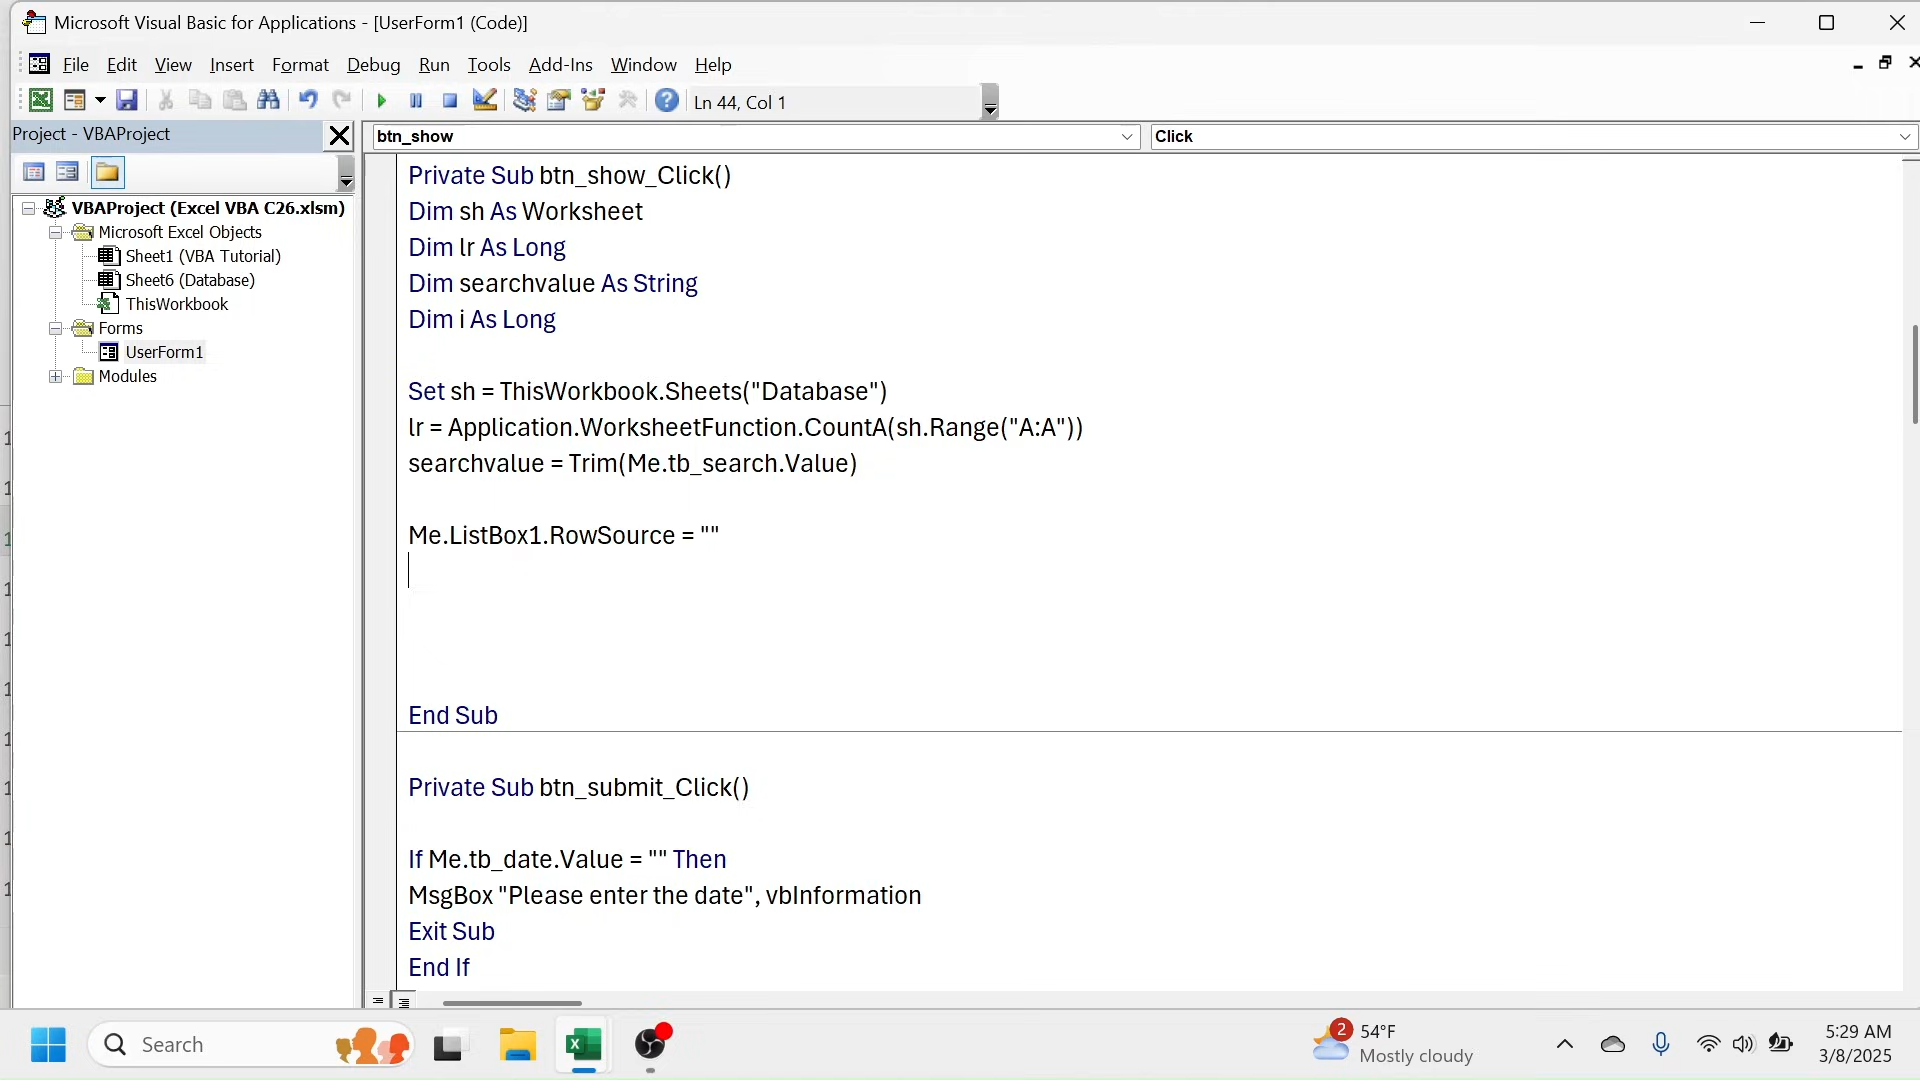 Microsoft Visual Basic for Applications - [UserForm1 (Code)]
File Edit View Insert Format Debug Run Tools Add-Ins Window Help
Ln 44, Col 1
Project - VBAProject
btn_show
Click
VBAProject (Excel VBA C26.xlsm)
Microsoft Excel Objects
Sheet1 (VBA Tutorial)
Sheet6 (Database)
ThisWorkbook
Forms
UserForm1
Modules
Private Sub btn_show_Click()
Dim sh As Worksheet
Dim lr As Long
Dim searchvalue As String
Dim i As Long
Set sh = ThisWorkbook.Sheets("Database")
lr = Application.WorksheetFunction.CountA(sh.Range("A:A"))
searchvalue = Trim(Me.tb_search.Value)
Me.ListBox1.RowSource = ""
End Sub
Private Sub btn_submit_Click()
If Me.tb_date.Value = "" Then
MsgBox "Please enter the date", vbInformation
Exit Sub
End If
Search
2
54°F
Mostly cloudy
5:29 AM
3/8/2025